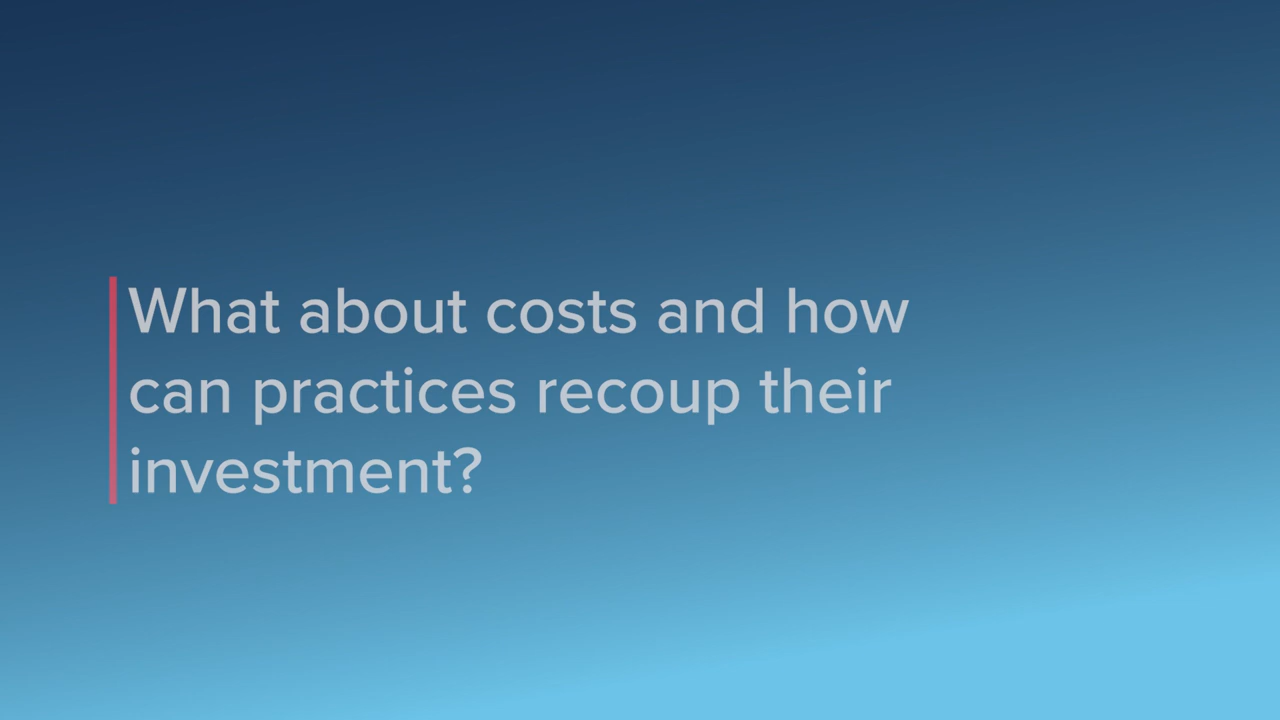 What about costs and how
can practices recoup their
investment?